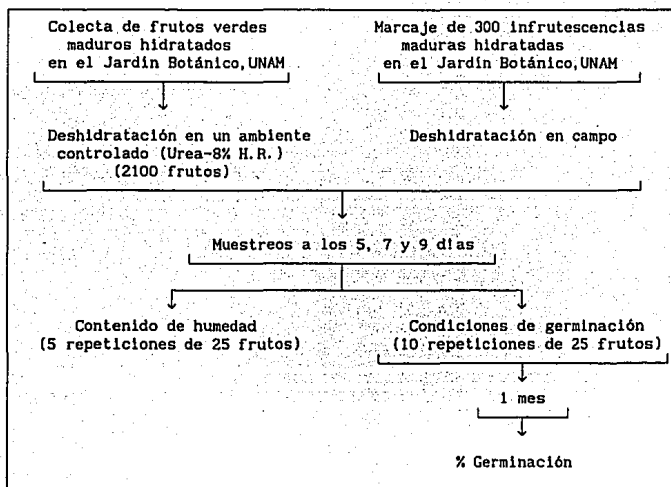 Colecta de frutos verdes
maduros hidratados
en el Jardín Botánico,UNAM
Marcaje de 300 infrutescencias
maduras hidratadas
en el Jardín Botánico,UNAM
Deshidratación en un ambiente
controlado (Urea-8% H.R.)
(2100 frutos)
Deshidratación en campo
Muestreos a los 5, 7 y 9 días
Contenido de humedad
(5 repeticiones de 25 frutos)
Condiciones de germinación
(10 repeticiones de 25 frutos)
1 mes
% Germinación